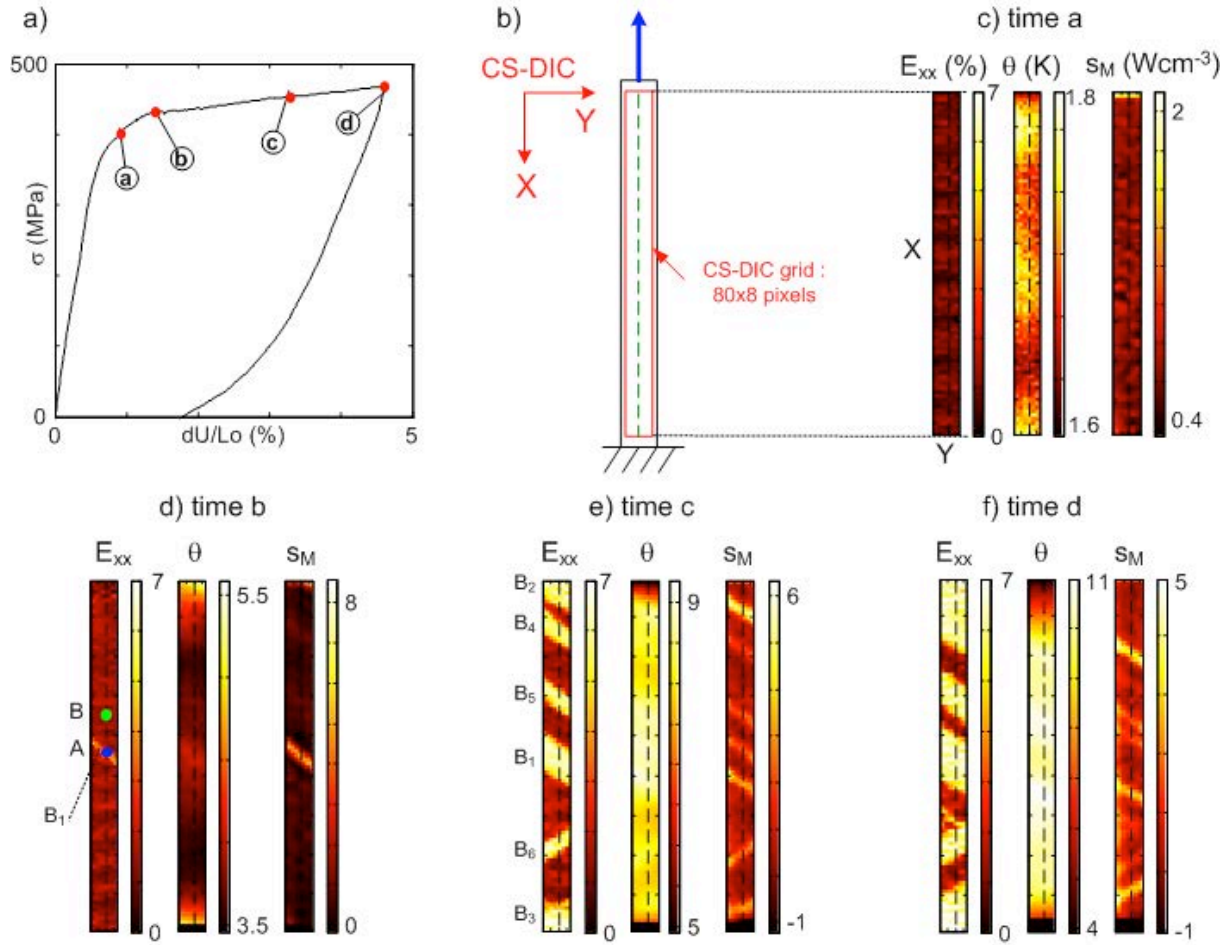 a)
500
σ (MPa)
0
0
dU/Lo (%)
5
a
b
c
d
b)
CS-DIC
Y
X
CS-DIC grid :
80x8 pixels
c) time a
Exx (%) θ (K) sM (Wcm-3)
7 1.8 2
X
0 1.6 0.4
Y
d) time b
Exx θ sM
7 5.5 8
B
A
B1
0 3.5 0
e) time c
Exx θ sM
B2 7 9 6
B4
B5
B1
B6
B3
0 5 -1
f) time d
Exx θ sM
7 11 5
0 4 -1